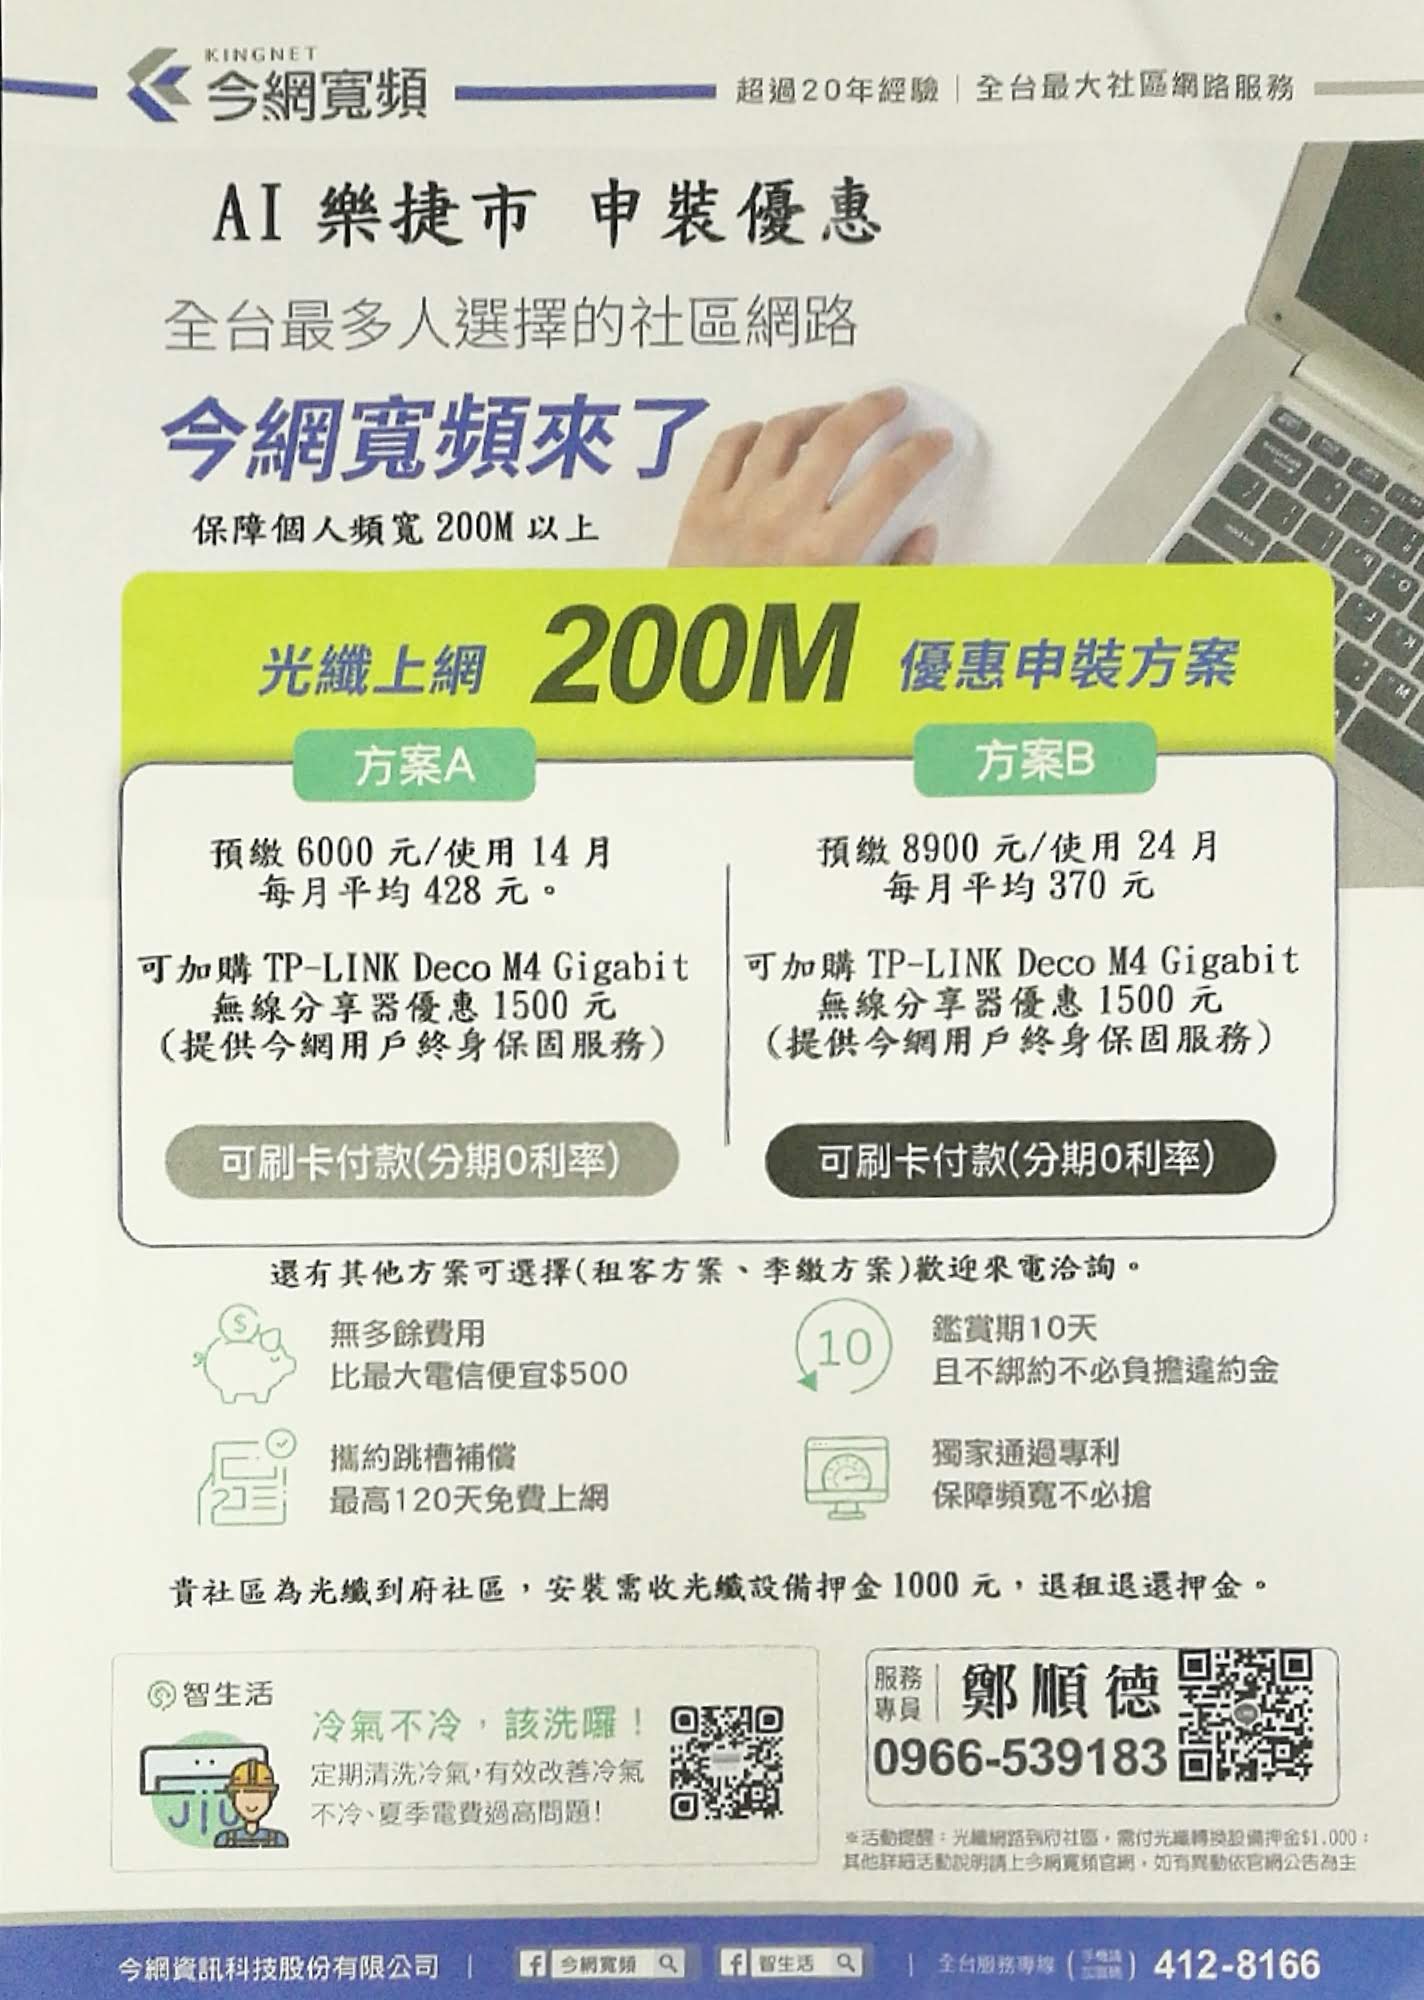 KINGNET
今網寬頻
超過20年經驗｜全台最大社區網路服務
AI 樂捷市 申裝優惠
全台最多人選擇的社區網路
今網寬頻來了
保障個人頻寬 200M 以上
光纖上網 200M 優惠申裝方案
方案A
預繳 6000 元/使用 14 月
每月平均 428 元。
可加購 TP-LINK Deco M4 Gigabit
無線分享器優惠 1500 元
(提供今網用戶終身保固服務)
可刷卡付款(分期0利率)
方案B
預繳 8900 元/使用 24 月
每月平均 370 元
可加購 TP-LINK Deco M4 Gigabit
無線分享器優惠 1500 元
(提供今網用戶終身保固服務)
可刷卡付款(分期0利率)
還有其他方案可選擇(租客方案、李繳方案)歡迎來電洽詢。
無多餘費用
比最大電信便宜$500
10
鑑賞期10天
且不綁約不必負擔違約金
攜約跳槽補償
最高120天免費上網
獨家通過專利
保障頻寬不必搶
貴社區為光纖到府社區，安裝需收光纖設備押金 1000 元，退租退還押金。
智生活
冷氣不冷，該洗囉！
定期清洗冷氣，有效改善冷氣
不冷、夏季電費過高問題！
JIU
服務
專員
鄭順德
0966-539183
※活動提醒：光纖網路到府社區，需付光纖轉換設備押金$1,000；
其他詳細活動說明請上今網寬頻官網，如有異動依官網公告為主
今網資訊科技股份有限公司｜
今網寬頻
智生活
｜全台服務專線(手機請加區碼) 412-8166